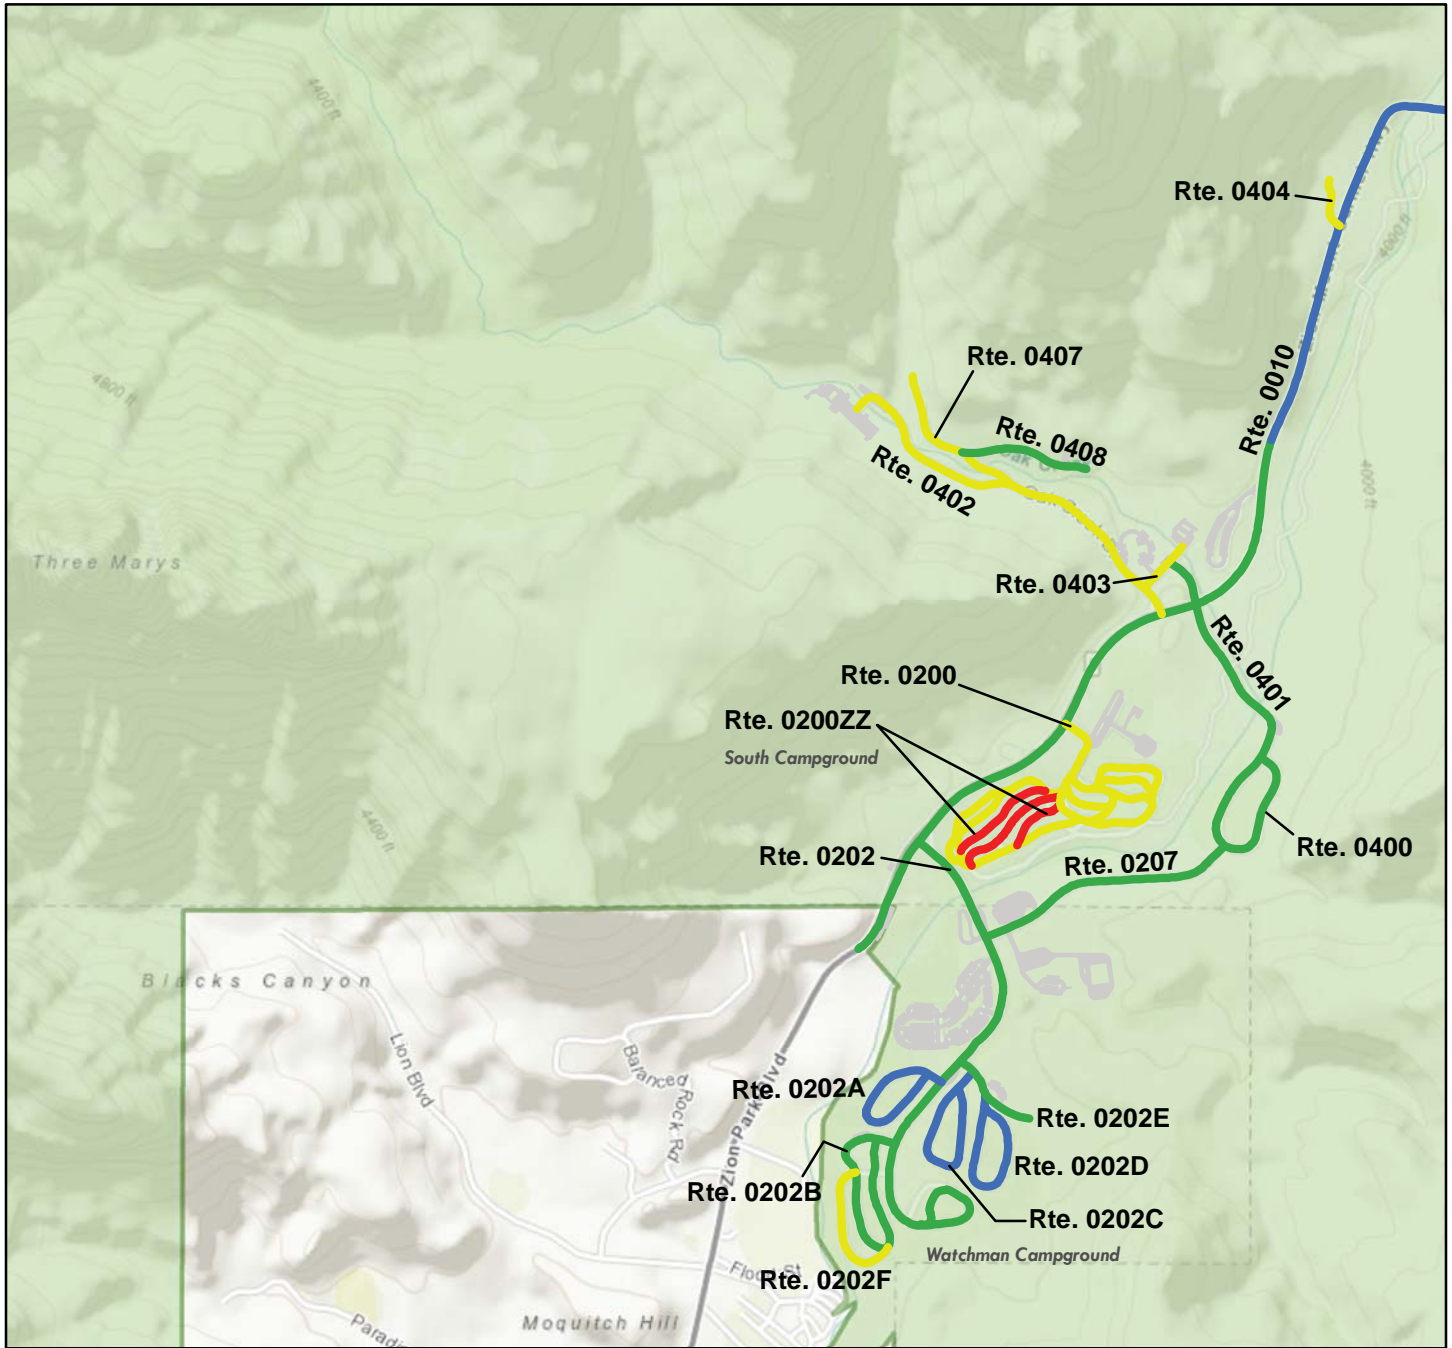 4400 ft
Rte. 0404
4000 ft
Rte. 0407
Rte. 0010
4800 ft
Rte. 0408
Rte. 0402
4000 ft
Three Marys
Rte. 0403
Rte. 0401
Rte. 0200
Rte. 0200ZZ
South Campground
4400 ft
Rte. 0202
Rte. 0207
Rte. 0400
Blacks Canyon
Lion Blvd
Balanced Rock Rd
Zion-Park Blvd
Rte. 0202A
Rte. 0202E
Rte. 0202D
Rte. 0202B
Rte. 0202C
Watchman Campground
Rte. 0202F
Moquitch Hill